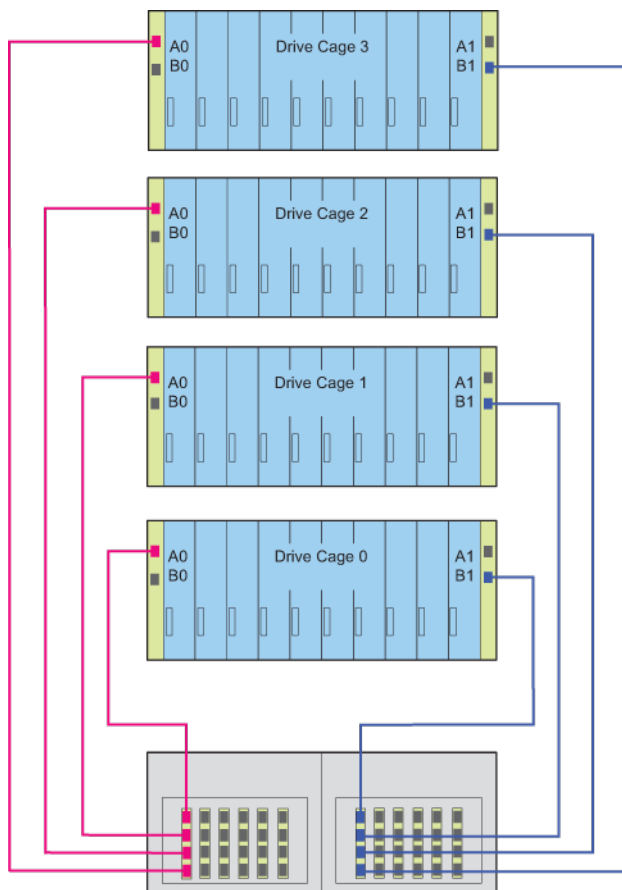 A0 Drive Cage 3 A1
B0 B1
A0 Drive Cage 2 A1
B0 B1
A0 Drive Cage 1 A1
B0 B1
A0 Drive Cage 0 A1
B0 B1